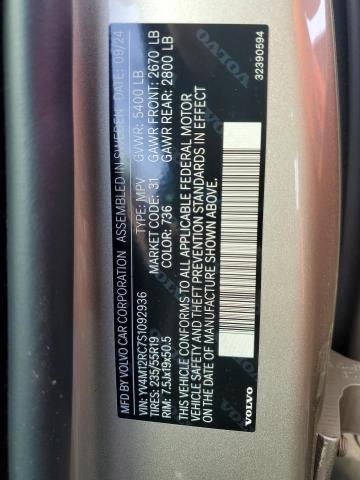 MFD BY VOLVO CAR CORPORATION ASSEMBLED IN SWEDEN DATE: 09/24
GVWR: 5400 LB
VIN: YV4M12RC7S1092936 TYPE: MPV GAWR FRONT: 2670 LB
TIRES: 235/55R19 MARKET CODE: 31 GAWR REAR: 2800 LB
RIM: 7.5Jx19x50.5 COLOR: 736
THIS VEHICLE CONFORMS TO ALL APPLICABLE FEDERAL MOTOR
VEHICLE SAFETY AND THEFT PREVENTION STANDARDS IN EFFECT
ON THE DATE OF MANUFACTURE SHOWN ABOVE.
VOLVO 32390594